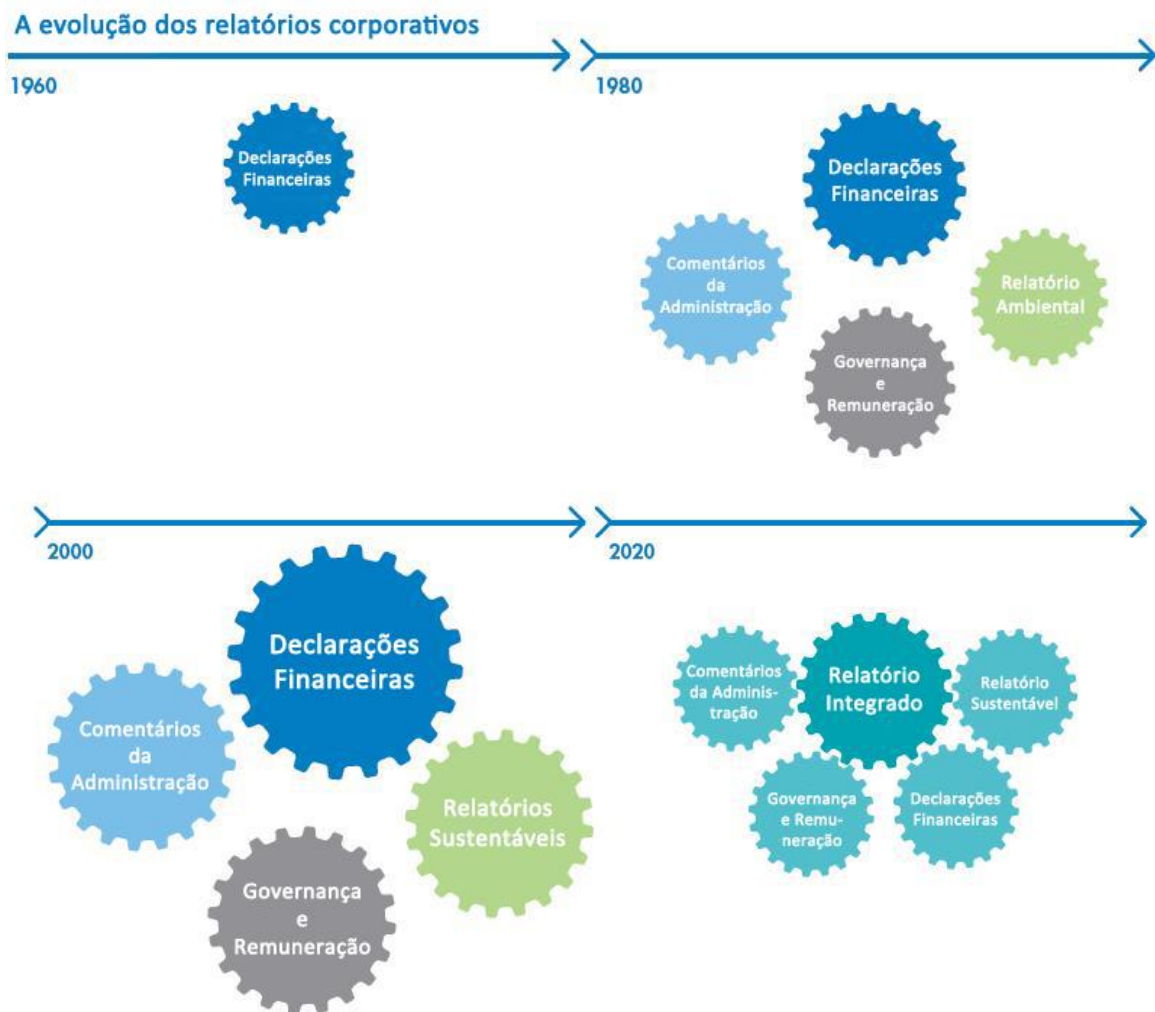 A evolução dos relatórios corporativos
1960
Declarações
Financeiras
1980
Declarações
Financeiras
Comentários
da
Administração
Relatório
Ambiental
Governança
e
Remuneração
2000
Declarações
Financeiras
Comentários
da
Administração
Relatórios
Sustentáveis
Governança
e
Remuneração
2020
Comentários
da Adminis-
tração
Relatório
Integrado
Relatório
Sustentável
Governança
e Remu-
neração
Declarações
Financeiras